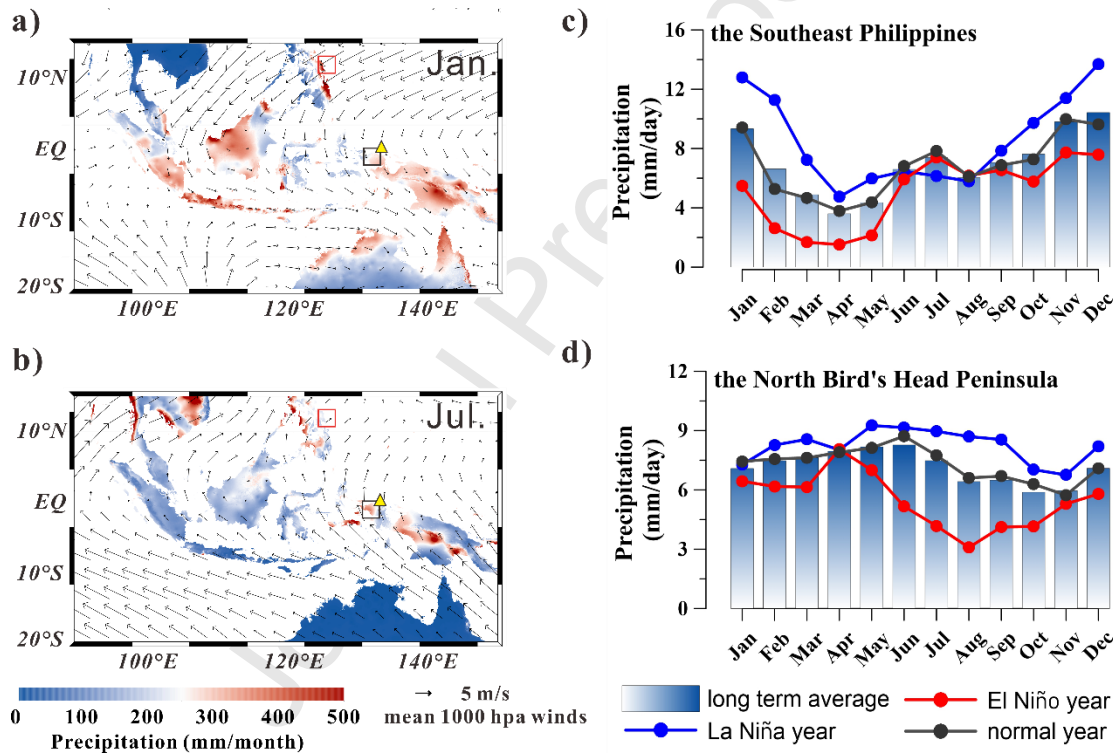 a)
Jan.
10°N
EQ
10°S
20°S
100°E 120°E 140°E
b)
Jul.
10°N
EQ
10°S
20°S
100°E 120°E 140°E
0 100 200 300 400 500
Precipitation (mm/month)
5 m/s
mean 1000 hpa winds
c)
the Southeast Philippines
Precipitation
(mm/day)
16
12
8
4
0
Jan Feb Mar Apr May Jun Jul Aug Sep Oct Nov Dec
d)
the North Bird's Head Peninsula
Precipitation
(mm/day)
12
9
6
3
0
Jan Feb Mar Apr May Jun Jul Aug Sep Oct Nov Dec
long term average
El Niño year
La Niña year
normal year